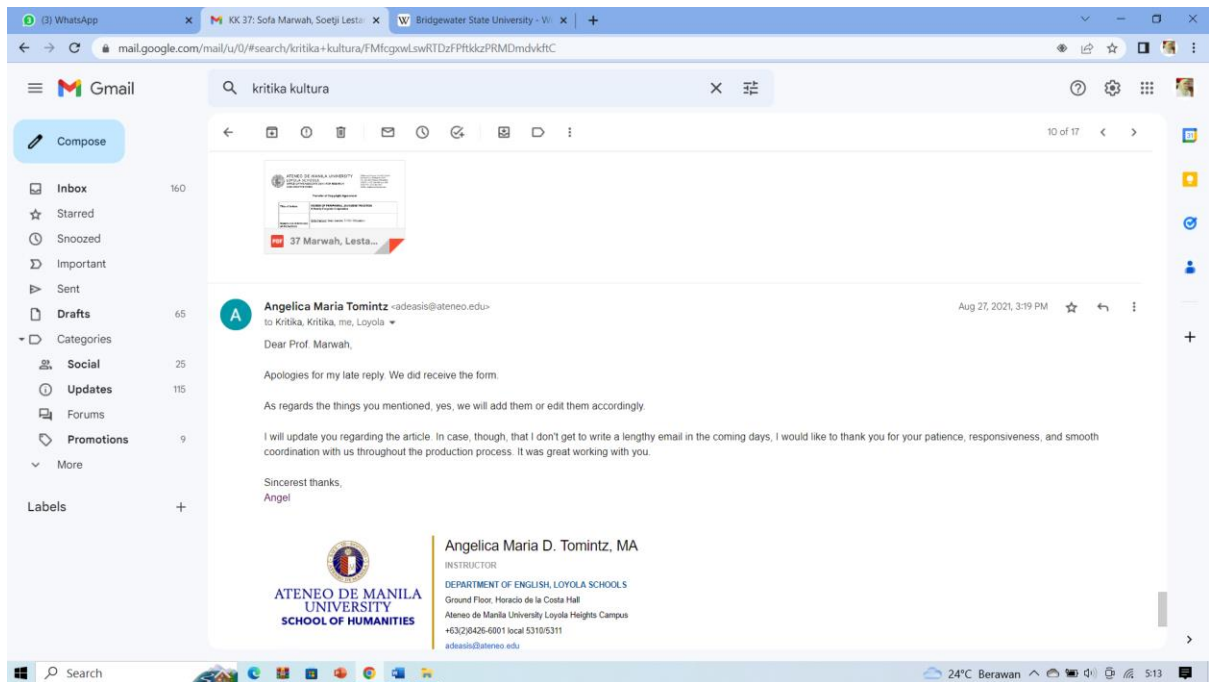 (3) WhatsApp
KK 37: Sofa Marwah, Soetji Lesta
Bridgewater State University - W
mail.google.com/mail/u/0/#search/kritika+kultura/FMfcgxwLswRTDzFPftkkzPRMDmdvkftC
Gmail
kritika kultura
Compose
10 of 17
Inbox 160
Starred
Snoozed
Important
Sent
Drafts 65
Categories
Social 25
Updates 115
Forums
Promotions 9
More
Labels
ATENEO DE MANILA UNIVERSITY
PDF 37 Marwah, Lesta...
Angelica Maria Tomintz <adeasis@ateneo.edu> Aug 27, 2021, 3:19 PM
to Kritika, Kritika, me, Loyola
Dear Prof. Marwah,
Apologies for my late reply. We did receive the form.
As regards the things you mentioned, yes, we will add them or edit them accordingly.
I will update you regarding the article. In case, though, that I don't get to write a lengthy email in the coming days, I would like to thank you for your patience, responsiveness, and smooth
coordination with us throughout the production process. It was great working with you.
Sincerest thanks,
Angel
ATENEO DE MANILA
UNIVERSITY
SCHOOL OF HUMANITIES
Angelica Maria D. Tomintz, MA
INSTRUCTOR
DEPARTMENT OF ENGLISH, LOYOLA SCHOOLS
Ground Floor, Horacio de la Costa Hall
Ateneo de Manila University Loyola Heights Campus
+63(2)8426-6001 local 5310/5311
adeasis@ateneo.edu
Search
24°C Berawan
5:13